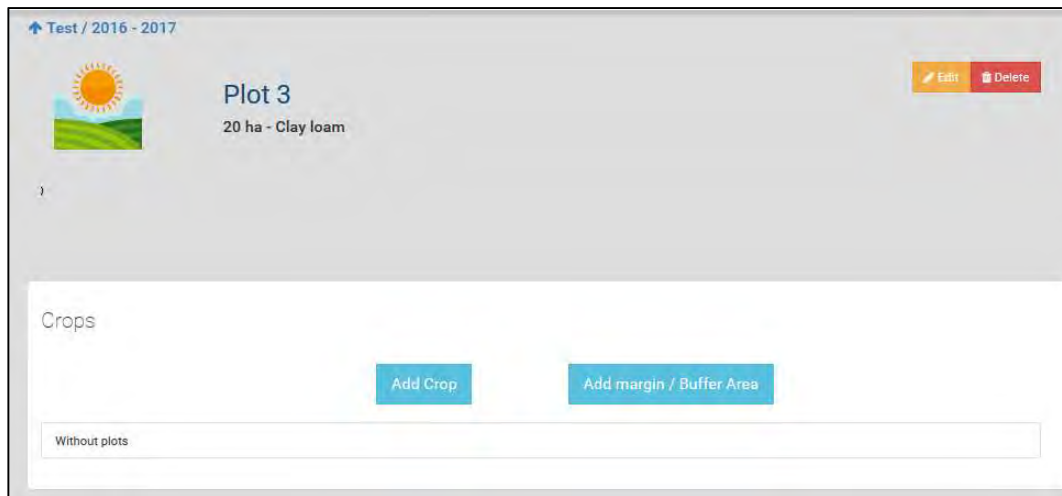 Test / 2016 - 2017
Edit Delete
Plot 3
20 ha - Clay loam
)
Crops
Add Crop Add margin / Buffer Area
Without plots